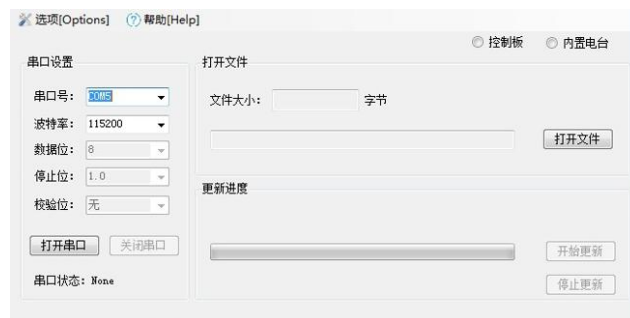 选项[Options] 帮助[Help]
控制板 内置电台
串口设置
串口号: COM5
波特率: 115200
数据位: 8
停止位: 1.0
校验位: 无
打开串口 关闭串口
串口状态: None
打开文件
文件大小: 字节
打开文件
更新进度
开始更新
停止更新